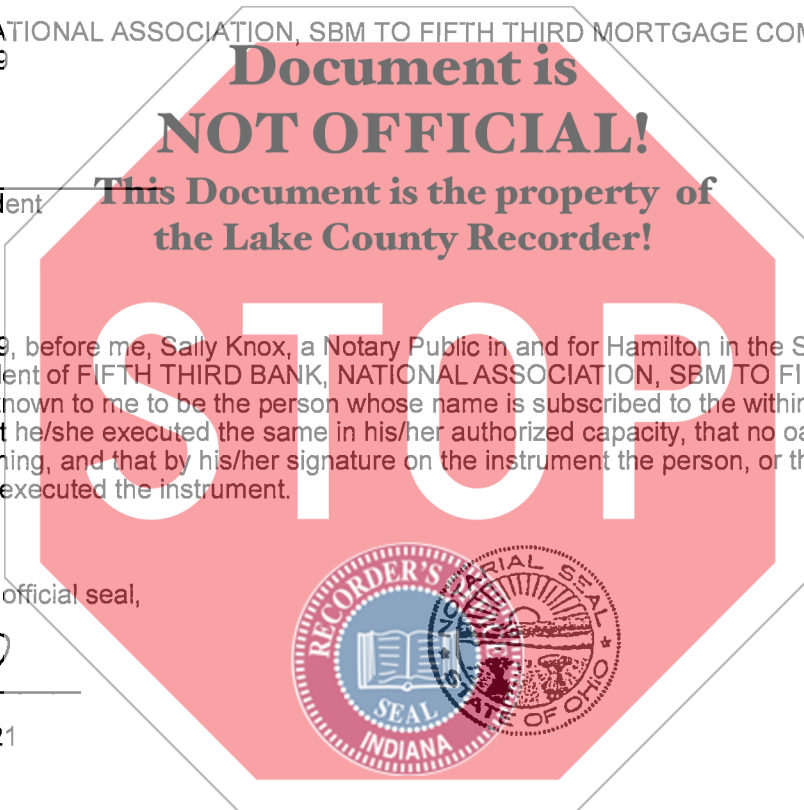 ATIONAL ASSOCIATION, SBM TO FIFTH THIRD MORTGAGE COM
9
Document is
NOT OFFICIAL!
This Document is the property of
dent
the Lake County Recorder!
STOP
9, before me, Sally Knox, a Notary Public in and for Hamilton in the S
dent of FIFTH THIRD BANK, NATIONAL ASSOCIATION, SBM TO FI
known to me to be the person whose name is subscribed to the within
t he/she executed the same in his/her authorized capacity, that no oa
ning, and that by his/her signature on the instrument the person, or th
executed the instrument.
official seal,
RECORDER'S
SEAL
INDIANA
NOTARIAL SEAL
STATE OF OHIO
21